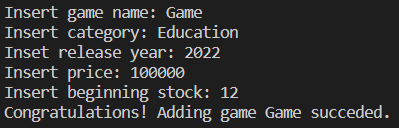 Insert game name: Game
Insert category: Education
Inset release year: 2022
Insert price: 100000
Insert beginning stock: 12
Congratulations! Adding game Game succeded.